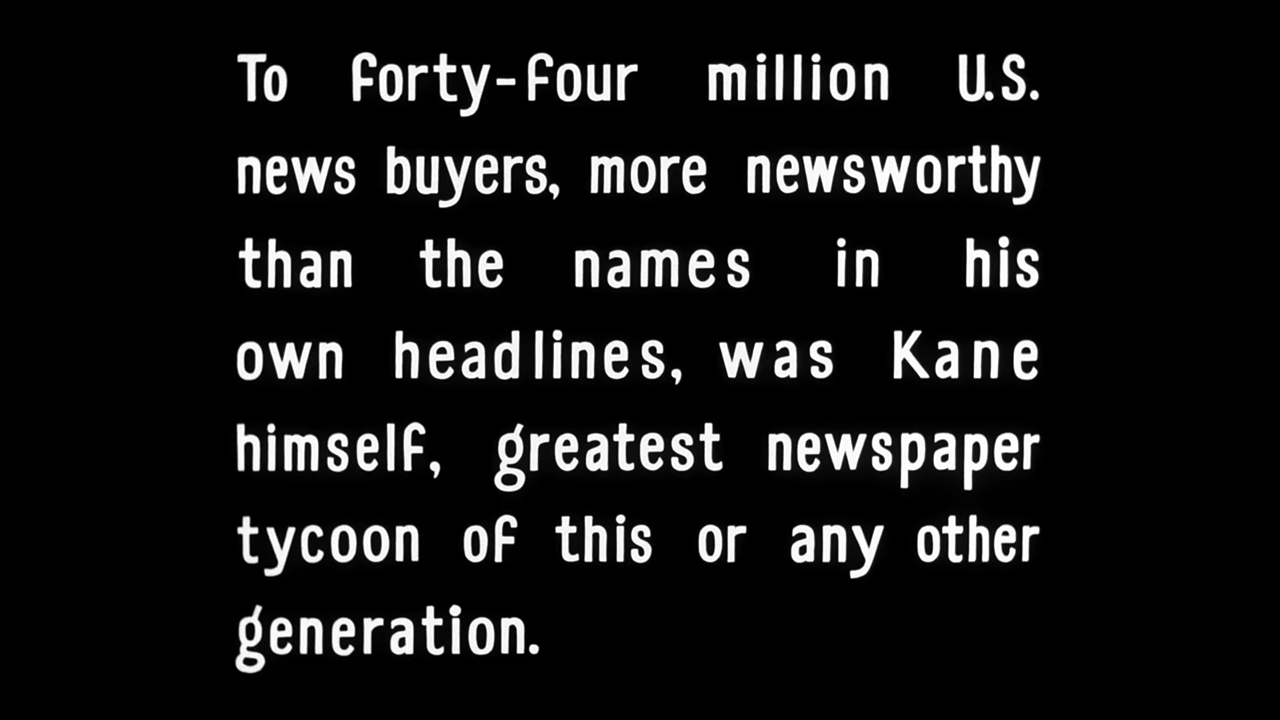 To forty-four million U.S.
news buyers, more newsworthy
than the names in his
own headlines, was Kane
himself, greatest newspaper
tycoon of this or any other
generation.